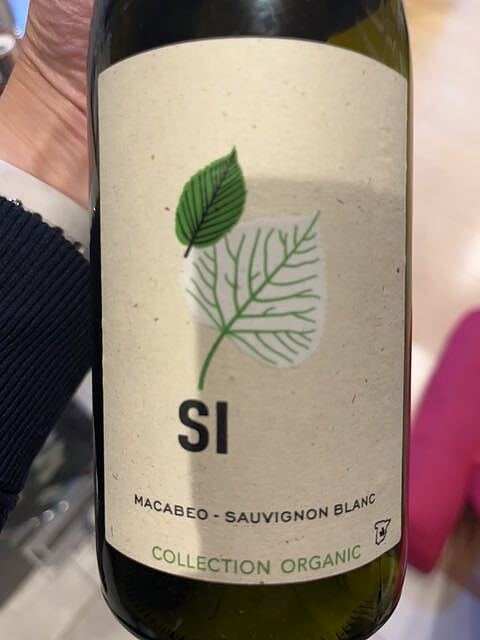 SI
MACABEO - SAUVIGNON BLANC
COLLECTION ORGANIC